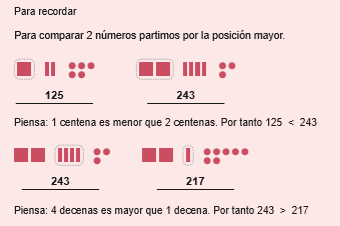 Para recordar
Para comparar 2 números partimos por la posición mayor.
125 243
Piensa: 1 centena es menor que 2 centenas. Por tanto 125 < 243
243 217
Piensa: 4 decenas es mayor que 1 decena. Por tanto 243 > 217